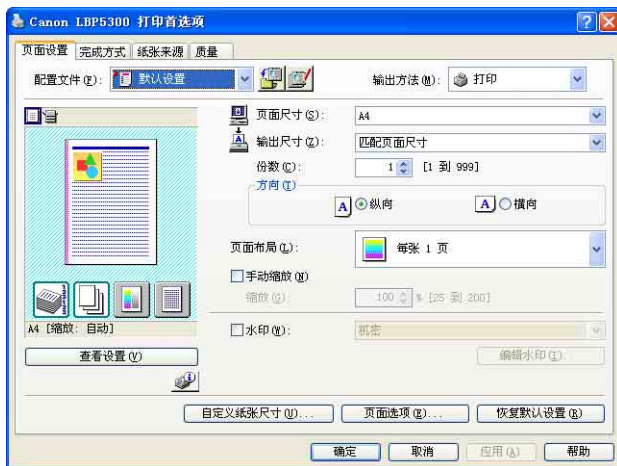 Canon LBP5300 打印首选项
页面设置 完成方式 纸张来源 质量
配置文件(F): 默认设置 输出方法(M): 打印
页面尺寸(S): A4
输出尺寸(Z): 匹配页面尺寸
份数(C): 1 [1 到 999]
方向(T)
A 纵向 A 横向
页面布局(L): 每张 1 页
手动缩放(N)
缩放(G): 100 % [25 到 200]
A4 [缩放: 自动]
水印(W): 机密
查看设置(V) 编辑水印(I)...
自定义纸张尺寸(U)... 页面选项(E)... 恢复默认设置(R)
确定 取消 应用(A) 帮助